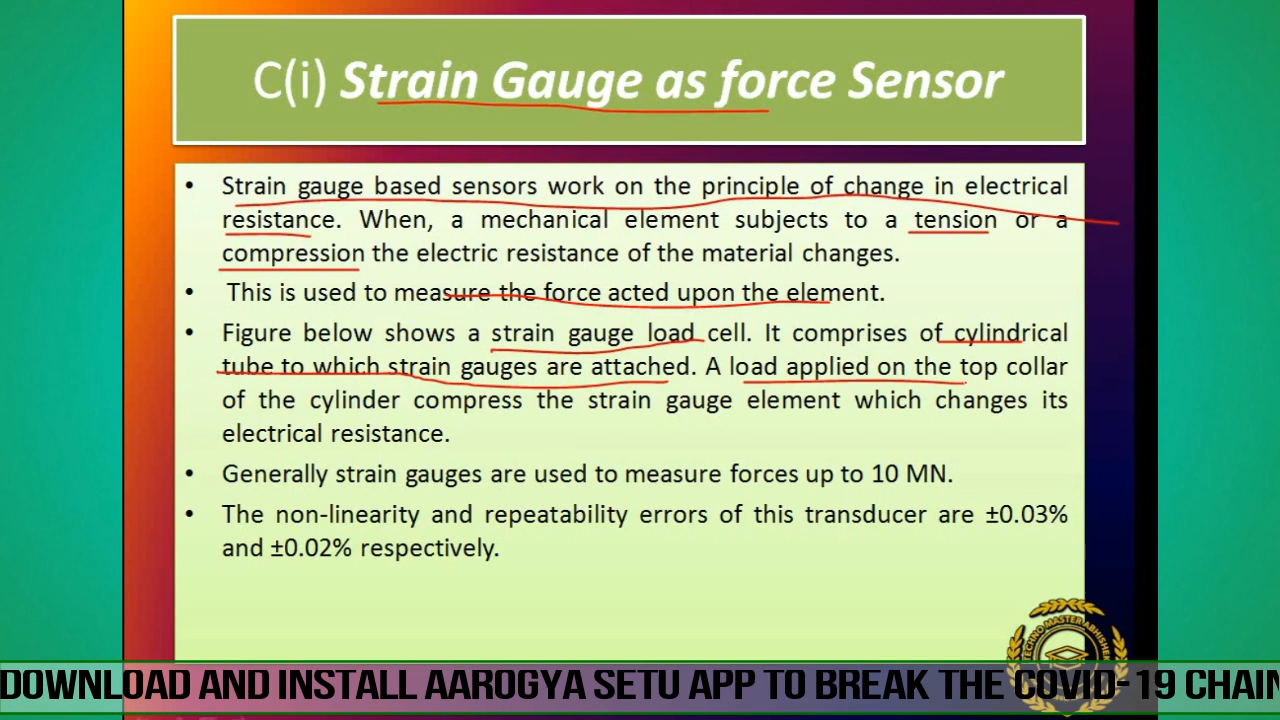 C(i) Strain Gauge as force Sensor
• Strain gauge based sensors work on the principle of change in electrical
resistance. When, a mechanical element subjects to a tension or a
compression the electric resistance of the material changes.
• This is used to measure the force acted upon the element.
• Figure below shows a strain gauge load cell. It comprises of cylindrical
tube to which strain gauges are attached. A load applied on the top collar
of the cylinder compress the strain gauge element which changes its
electrical resistance.
• Generally strain gauges are used to measure forces up to 10 MN.
• The non-linearity and repeatability errors of this transducer are ±0.03%
and ±0.02% respectively.
TECHNO MASTER ABHISHEK
DOWNLOAD AND INSTALL AAROGYA SETU APP TO BREAK THE COVID-19 CHAIN